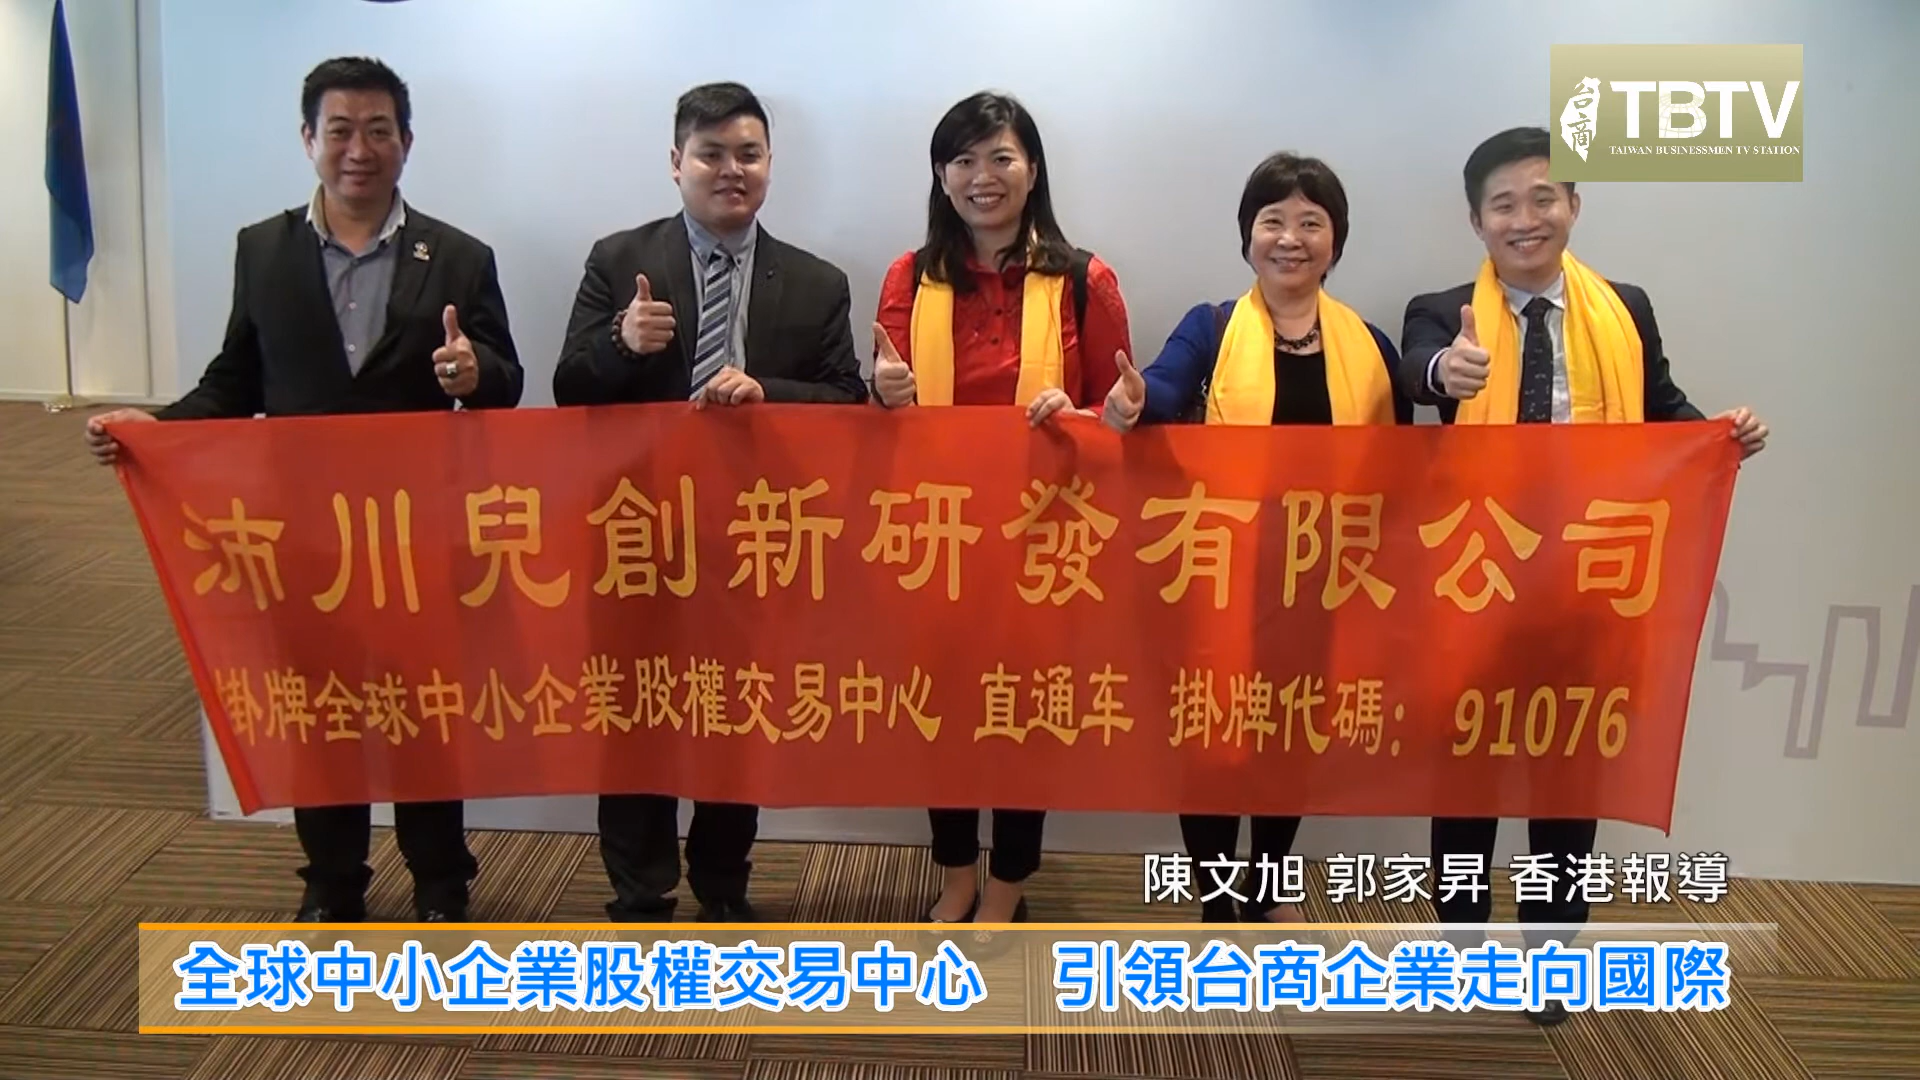 台商
TBTV
TAIWAN BUSINESSMEN TV STATION
沛川兒創新研發有限公司
掛牌全球中小企業股權交易中心 直通车 掛牌代碼：91076
陳文旭 郭家昇 香港報導
全球中小企業股權交易中心 引領台商企業走向國際